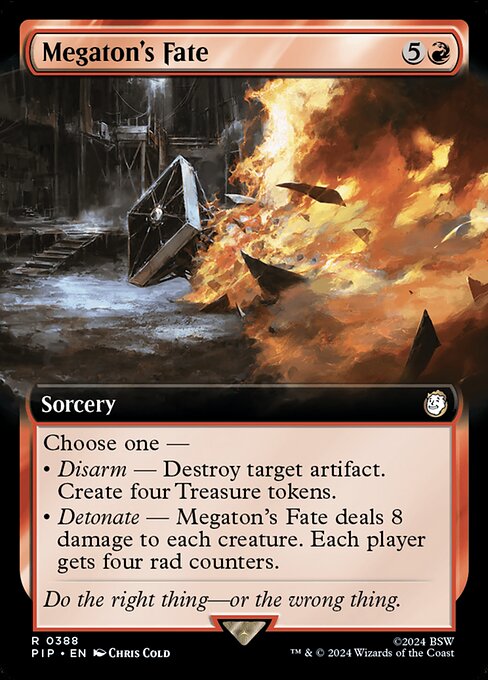 Megaton's Fate 5
Sorcery
Choose one —
• Disarm — Destroy target artifact.
Create four Treasure tokens.
• Detonate — Megaton's Fate deals 8
damage to each creature. Each player
gets four rad counters.
Do the right thing—or the wrong thing.
R 0388 ©2024 BSW
PIP • EN Chris Cold ™ & © 2024 Wizards of the Coast